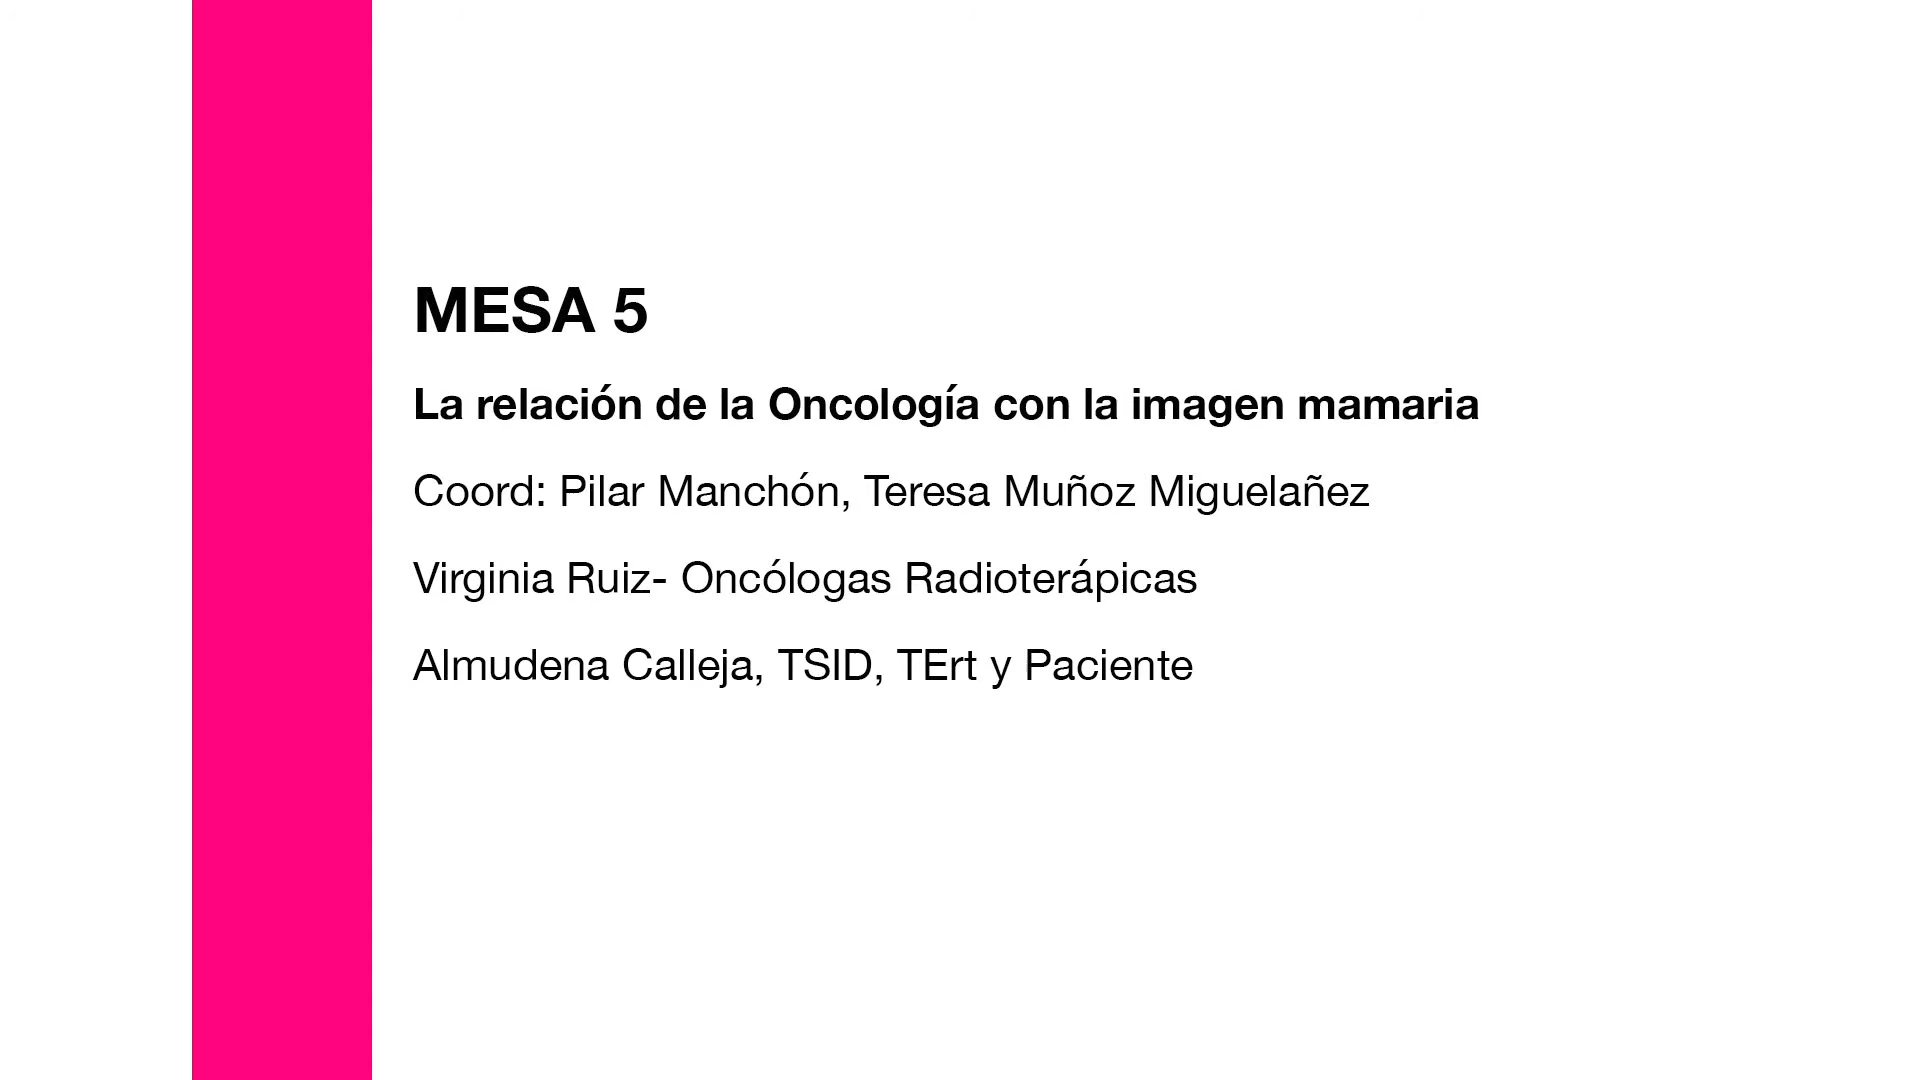 MESA 5
La relación de la Oncología con la imagen mamaria
Coord: Pilar Manchón, Teresa Muñoz Miguelañez
Virginia Ruiz- Oncólogas Radioterápicas
Almudena Calleja, TSID, TErt y Paciente